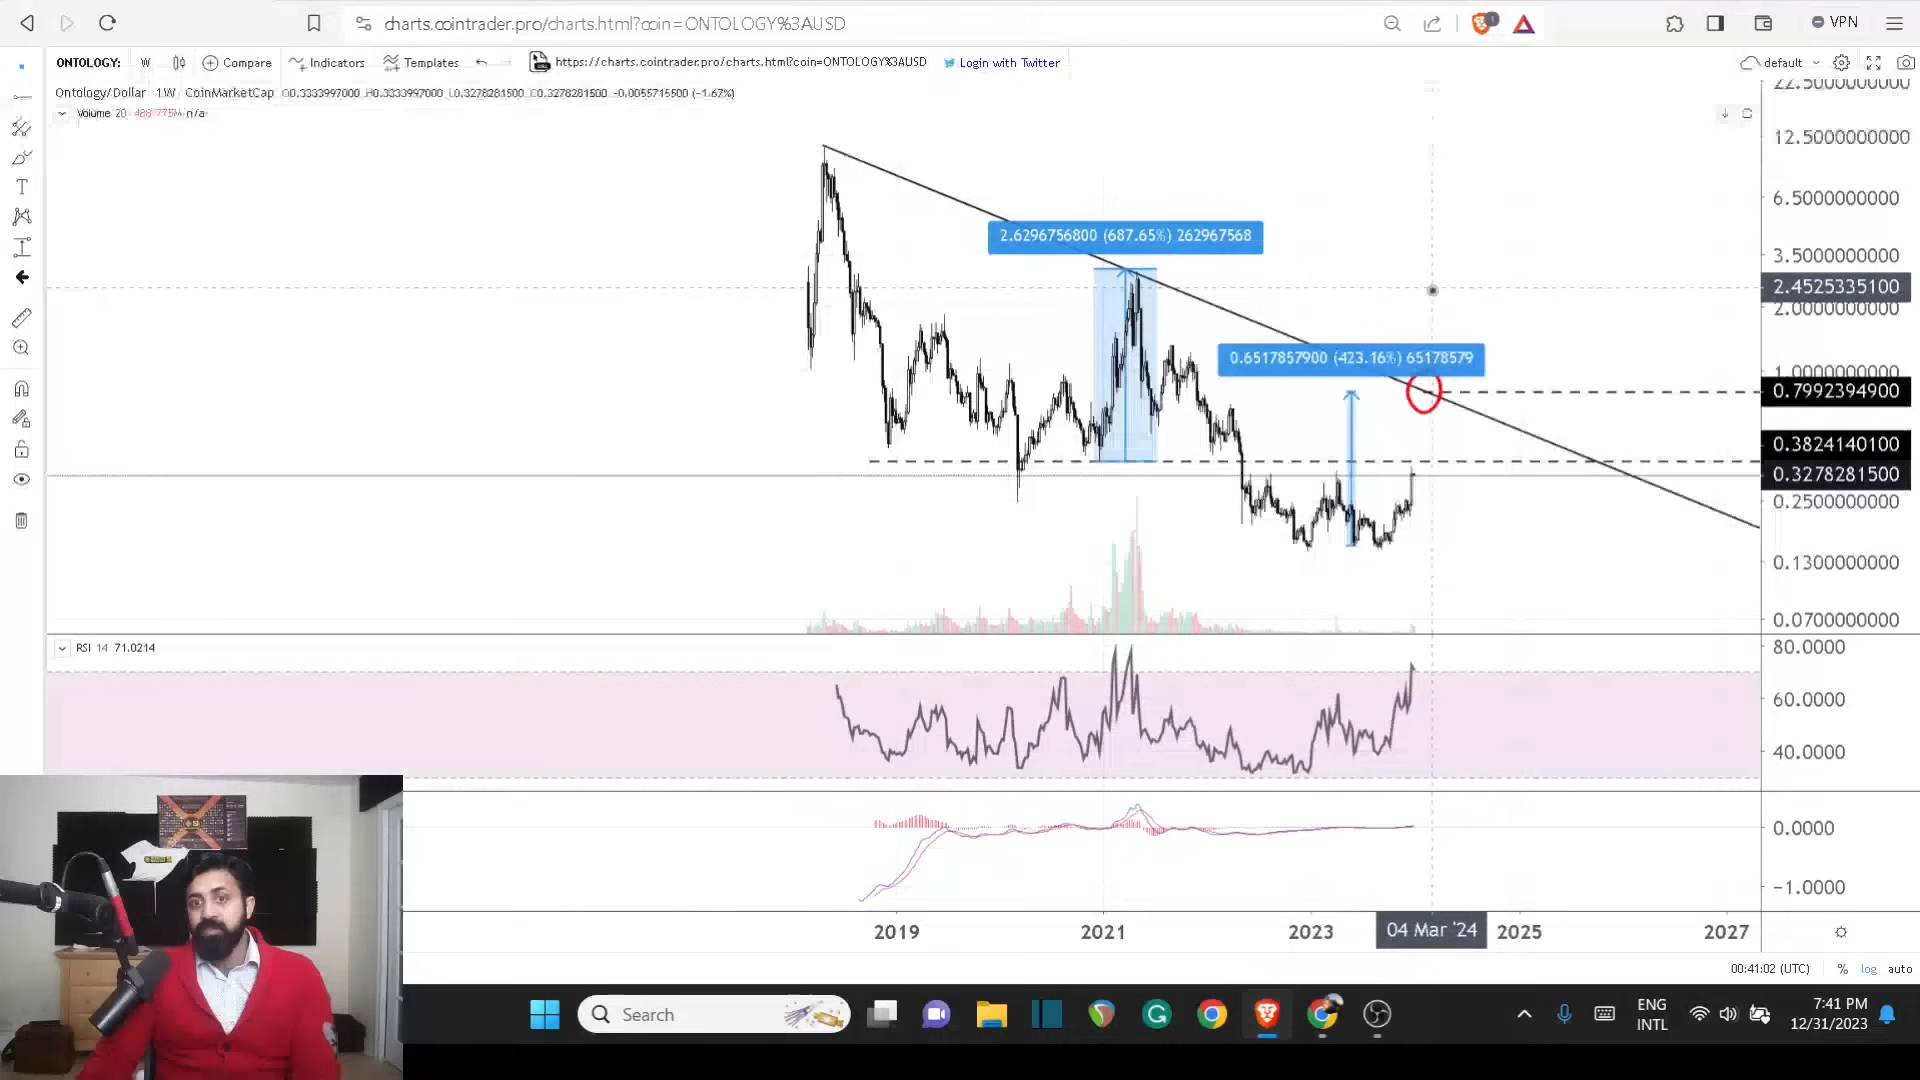 charts.cointrader.pro/charts.html?coin=ONTOLOGY%3AUSD
1
VPN
ONTOLOGY:
W
Compare
Indicators
Templates
https://charts.cointrader.pro/charts.html?coin=ONTOLOGY%3AUSD
Login with Twitter
default
Ontology/Dollar 1W CoinMarketCap O0.3333997000 H0.3333997000 L0.3278281500 C0.3278281500 -0.0055715500 (-1.67%)
Volume 20 n/a
22.5000000000
12.5000000000
6.5000000000
2.6296756800 (687.65%) 262967568
3.5000000000
2.4525335100
2.0000000000
0.6517857900 (423.16%) 65178579
1.0000000000
0.7992394900
0.3824140100
0.3278281500
0.2500000000
0.1300000000
0.0700000000
RSI 14 71.0214
80.0000
60.0000
40.0000
0.0000
-1.0000
2019
2021
2023
04 Mar '24
2025
2027
00:41:02 (UTC)
%
log
auto
Search
ENG
INTL
7:41 PM
12/31/2023